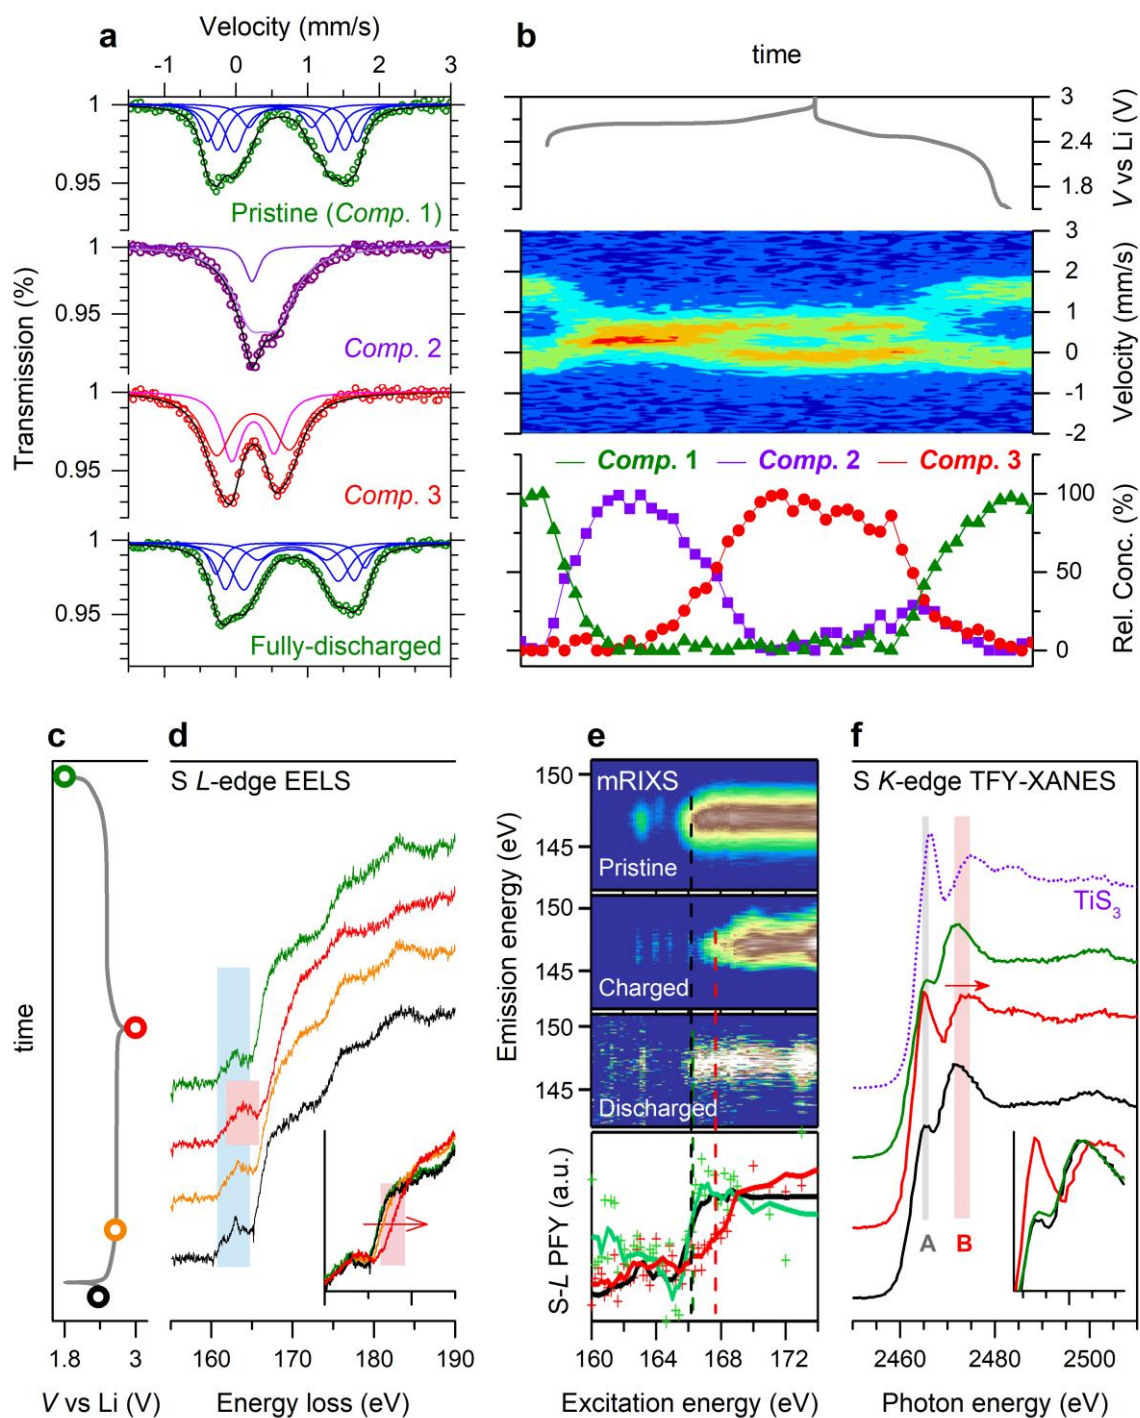 a
Velocity (mm/s)
-1 0 1 2 3
Transmission (%)
1
0.95
Pristine (Comp. 1)
1
0.95
Comp. 2
1
0.95
Comp. 3
1
0.95
Fully-discharged
b
time
3
2.4
1.8
V vs Li (V)
3
2
1
0
-1
-2
Velocity (mm/s)
Comp. 1 Comp. 2 Comp. 3
100
50
0
Rel. Conc. (%)
c
time
1.8 3
V vs Li (V)
d
S L-edge EELS
160 170 180 190
Energy loss (eV)
e
Emission energy (eV)
150
145
mRIXS
Pristine
150
145
Charged
150
145
Discharged
S-L PFY (a.u.)
160 164 168 172
Excitation energy (eV)
f
S K-edge TFY-XANES
TiS3
A B
2460 2480 2500
Photon energy (eV)